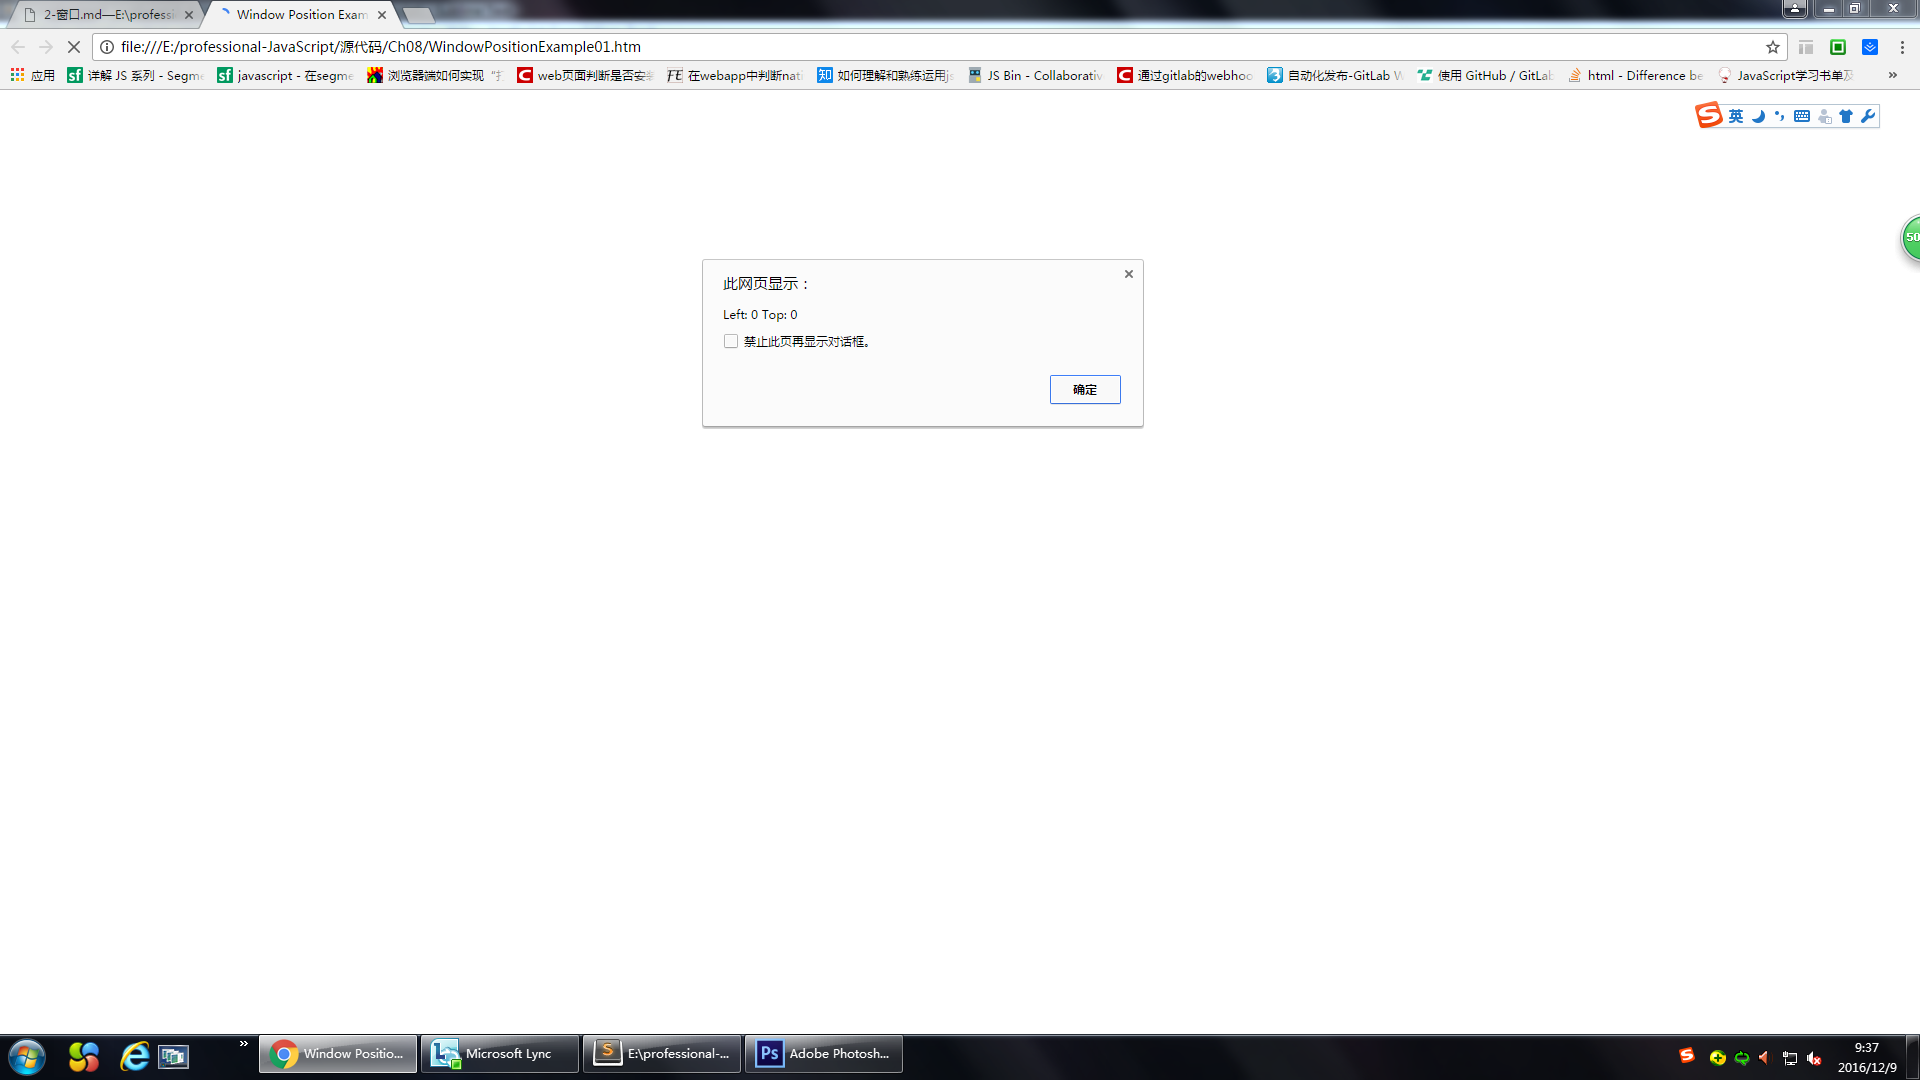 2-窗口.md—E:\professi
Window Position Exam
file:///E:/professional-JavaScript/源代码/Ch08/WindowPositionExample01.htm
应用
详解 JS 系列 - Segme
javascript - 在segme
浏览器端如何实现 “打
web页面判断是否安装
在webapp中判断nati
如何理解和熟练运用js
JS Bin - Collaborativ
通过gitlab的webhoo
自动化发布-GitLab W
使用 GitHub / GitLab
html - Difference be
JavaScript学习书单及
英
50
此网页显示：
Left: 0 Top: 0
禁止此页再显示对话框。
确定
Window Positio...
Microsoft Lync
E:\professional-...
Adobe Photosh...
9:37
2016/12/9